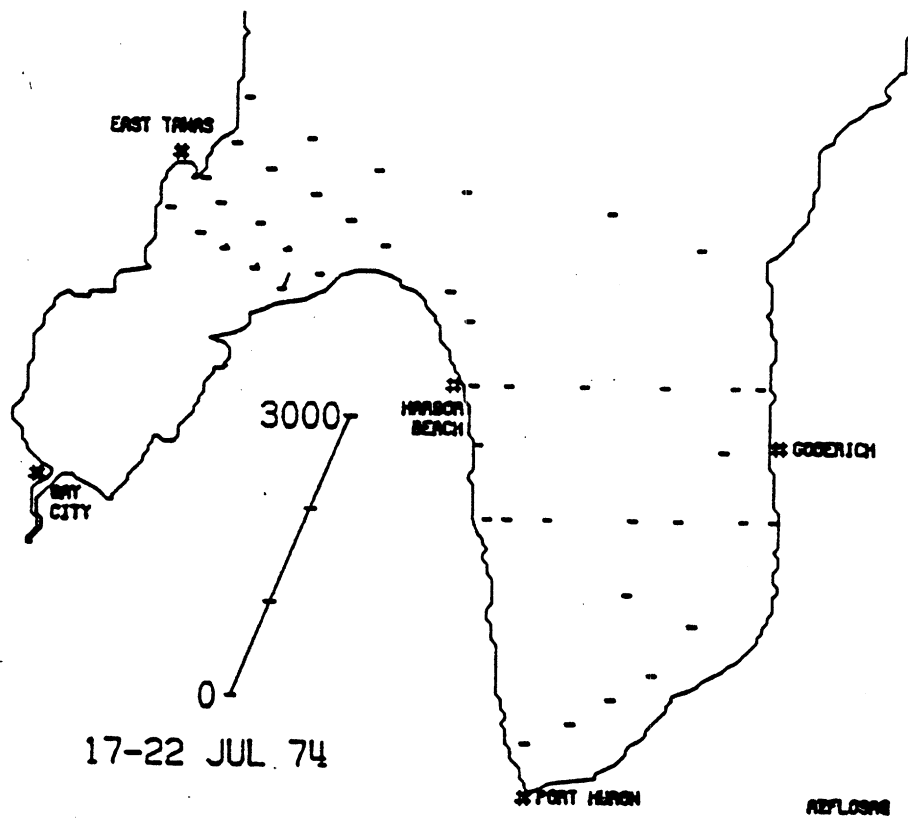 EAST TAWAS
3000
HARBOR
BEACH
GODERICH
BAY
CITY
0
17-22 JUL 74
PORT HURON